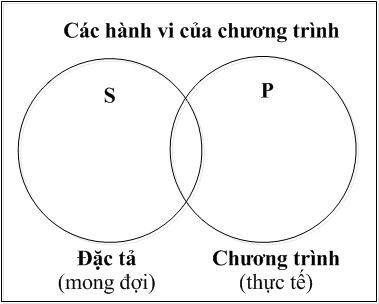 Các hành vi của chương trình
S P
Đặc tả Chương trình
(mong đợi) (thực tế)